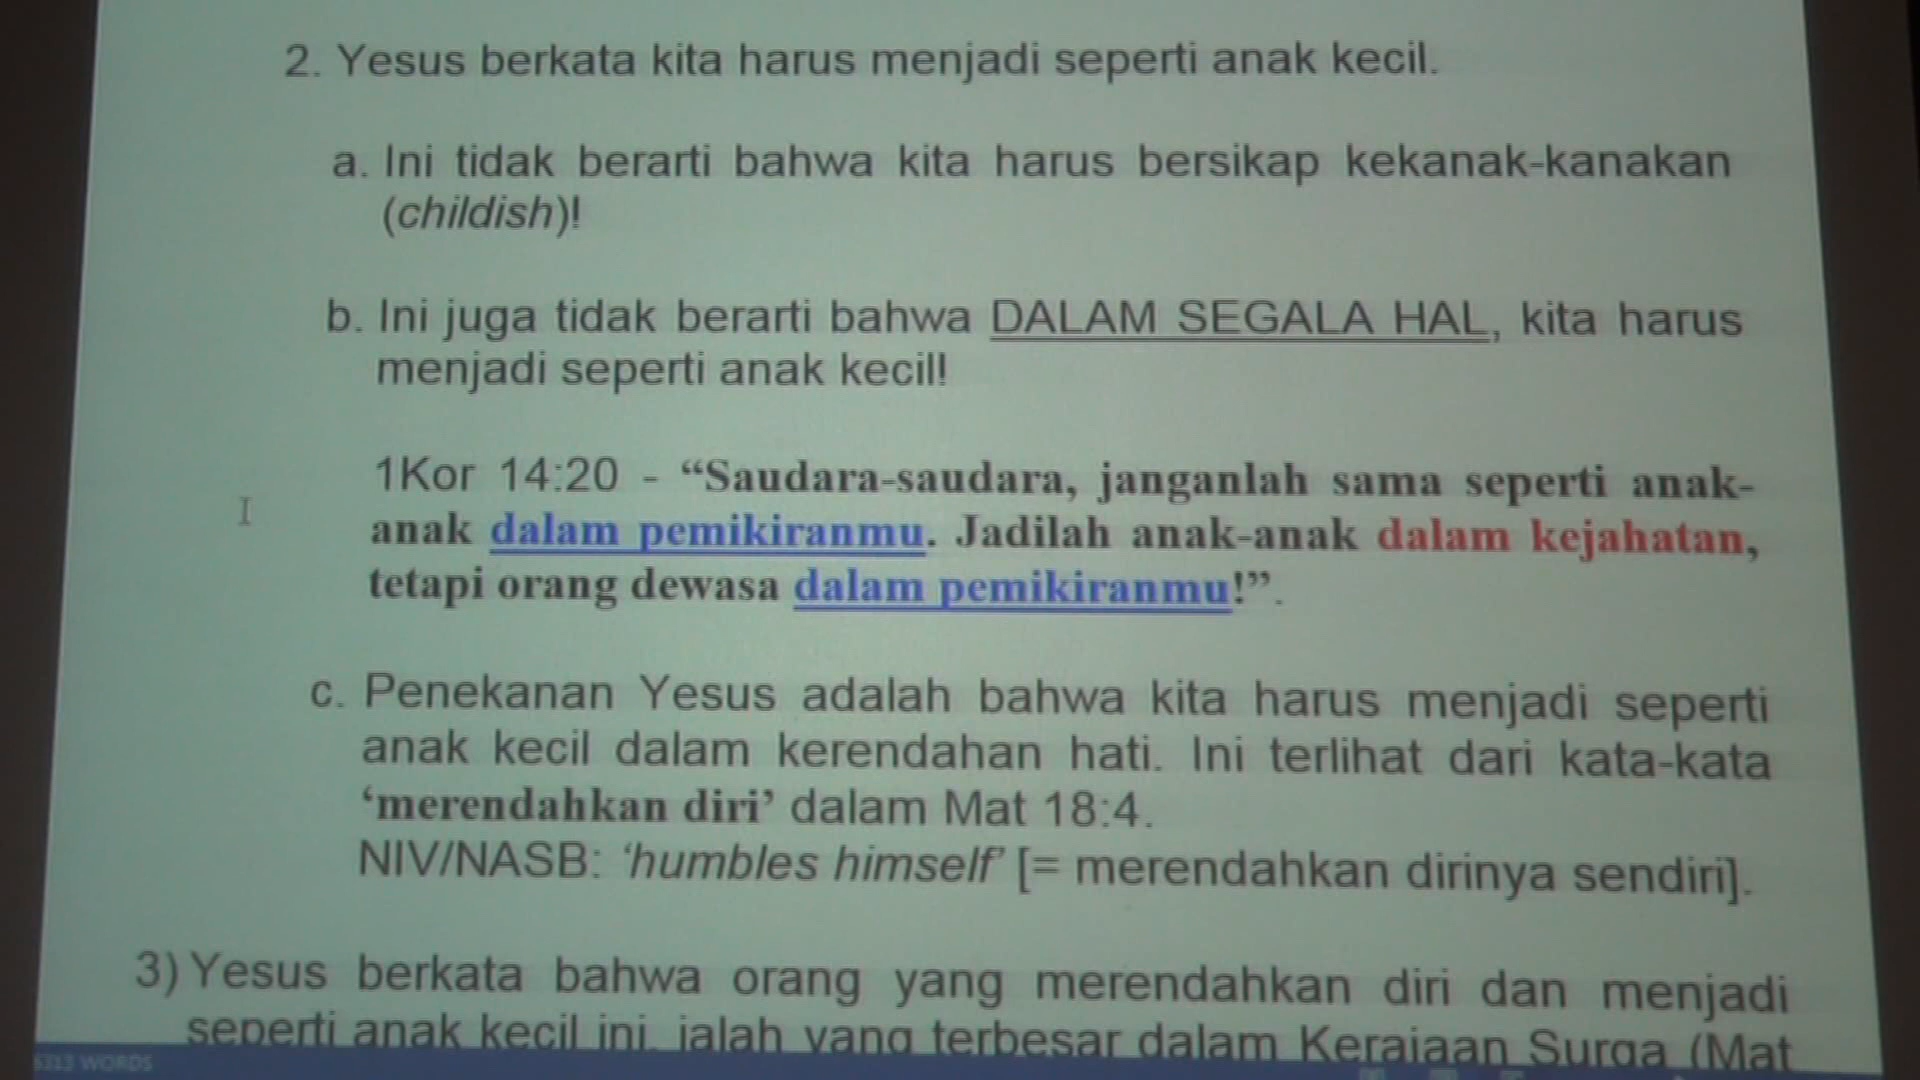 2. Yesus berkata kita harus menjadi seperti anak kecil.
a. Ini tidak berarti bahwa kita harus bersikap kekanak-kanakan
(childish)!
b. Ini juga tidak berarti bahwa DALAM SEGALA HAL, kita harus
menjadi seperti anak kecil!
1Kor 14:20 - “Saudara-saudara, janganlah sama seperti anak-
anak dalam pemikiranmu. Jadilah anak-anak dalam kejahatan,
tetapi orang dewasa dalam pemikiranmu!”.
c. Penekanan Yesus adalah bahwa kita harus menjadi seperti
anak kecil dalam kerendahan hati. Ini terlihat dari kata-kata
‘merendahkan diri’ dalam Mat 18:4.
NIV/NASB: ‘humbles himself’ [= merendahkan dirinya sendiri].
3) Yesus berkata bahwa orang yang merendahkan diri dan menjadi
seperti anak kecil ini, ialah yang terbesar dalam Kerajaan Surga (Mat
6313 WORDS